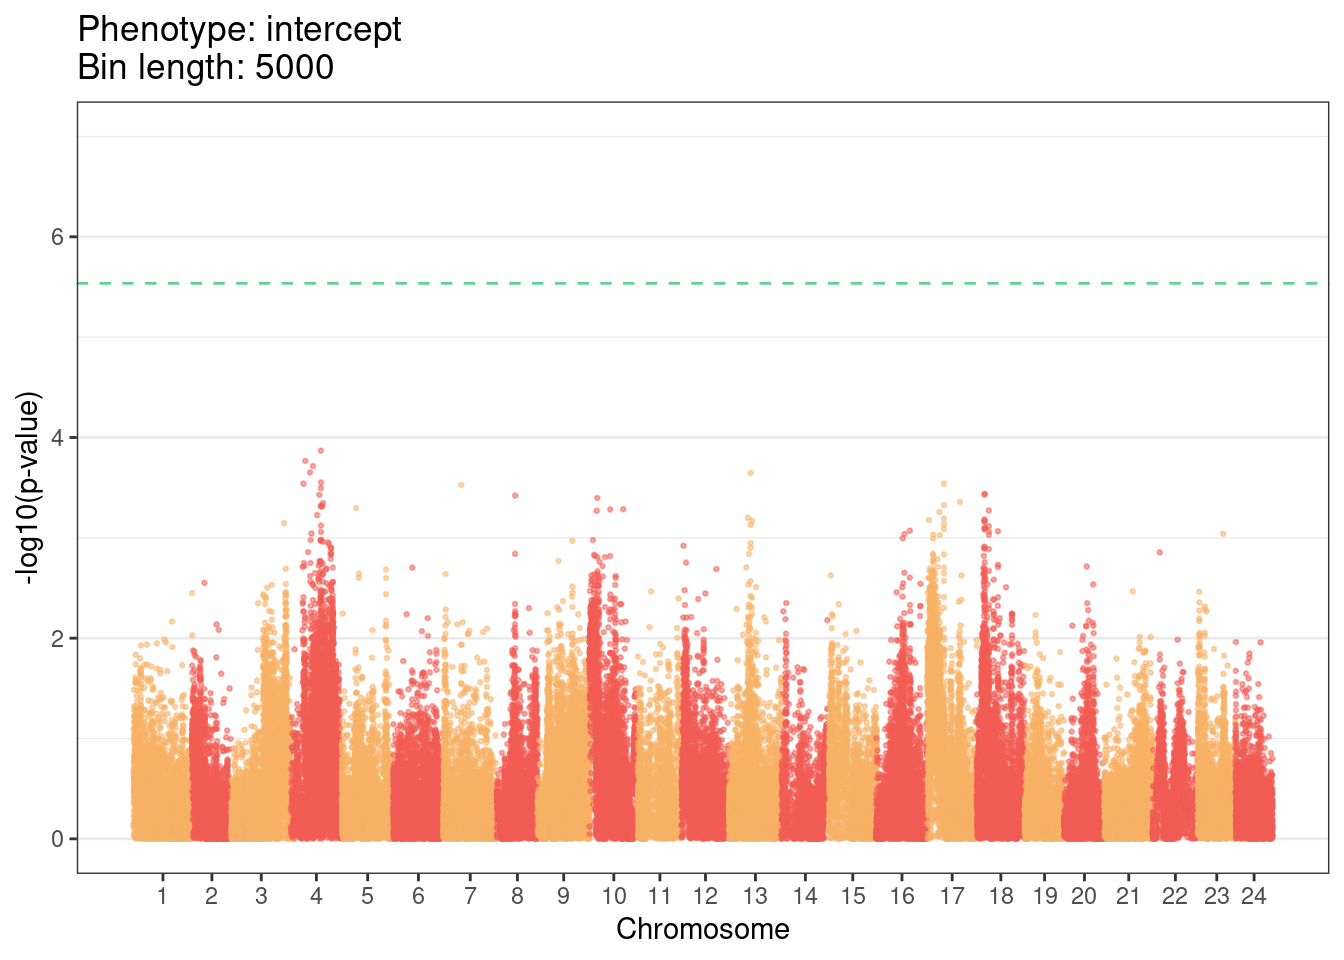 Phenotype: intercept
Bin length: 5000
6
4
2
0
-log10(p-value)
1 2 3 4 5 6 7 8 9 10 11 12 13 14 15 16 17 18 19 20 21 22 23 24
Chromosome